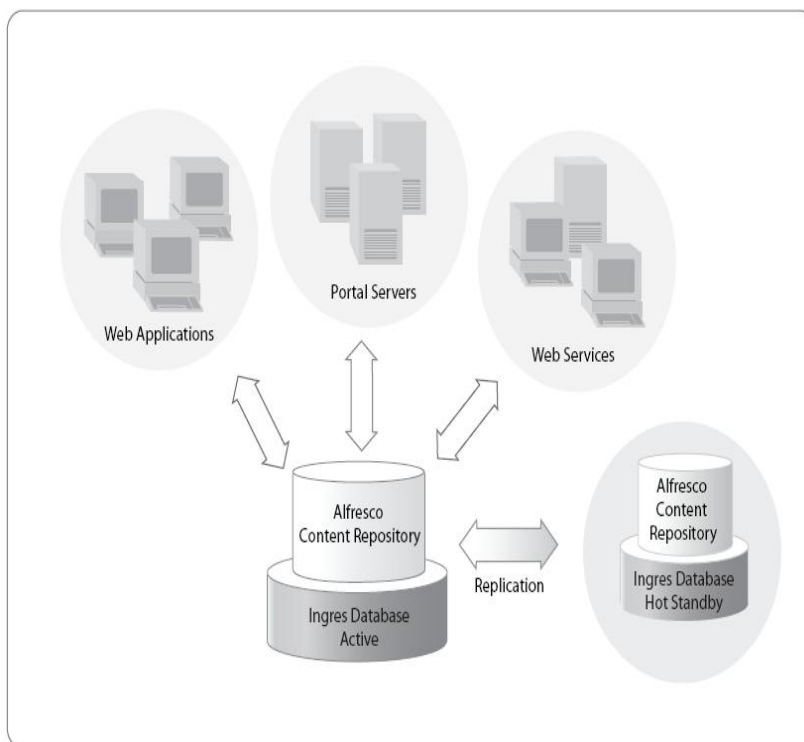 Web Applications
Portal Servers
Web Services
Alfresco
Content Repository
Ingres Database
Active
Replication
Alfresco
Content
Repository
Ingres Database
Hot Standby